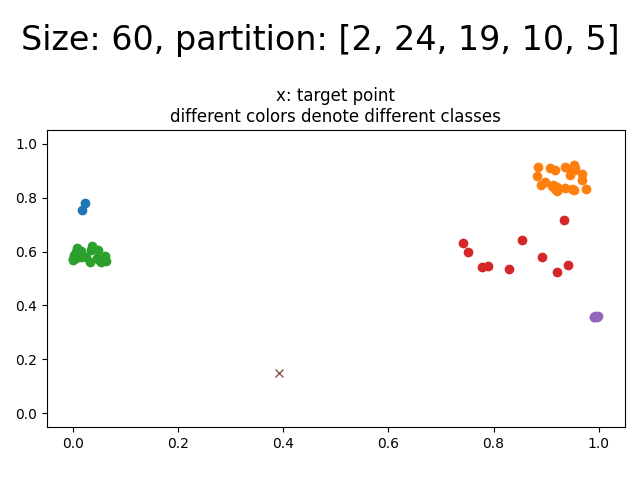 Size: 60, partition: [2, 24, 19, 10, 5]
x: target point
different colors denote different classes
1.0
0.8
0.6
0.4
0.2
0.0
0.0 0.2 0.4 0.6 0.8 1.0